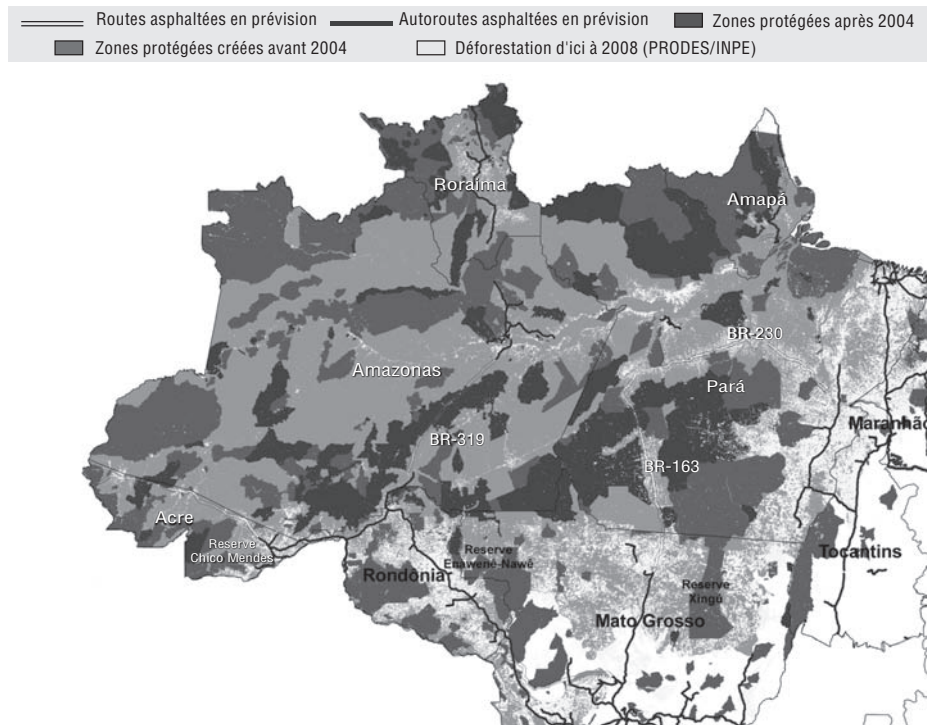 Routes asphaltées en prévision Autoroutes asphaltées en prévision Zones protégées après 2004
Zones protégées créées avant 2004 Déforestation d'ici à 2008 (PRODES/INPE)
Roraima
Amapá
BR-230
Amazonas
Pará
Maranhão
BR-319
BR-163
Acre
Reserve
Chico Mendes
Rondônia
Reserve
Enawenê-Nawê
Tocantins
Reserve
Xingú
Mato Grosso